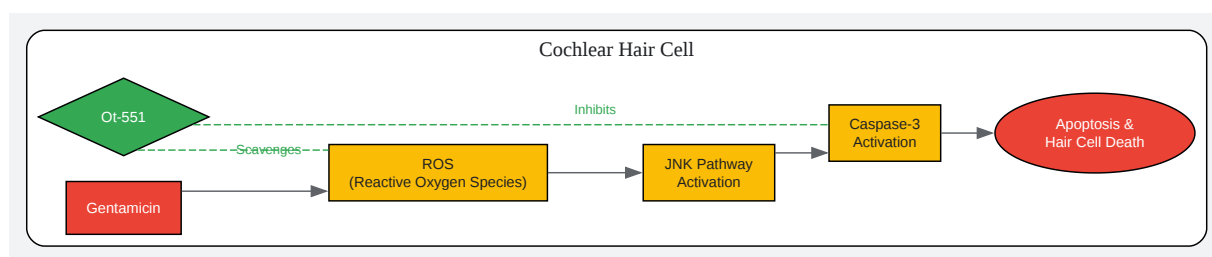 Cochlear Hair Cell
Ot-551
Inhibits
Scavenges
Gentamicin
ROS
(Reactive Oxygen Species)
JNK Pathway
Activation
Caspase-3
Activation
Apoptosis &
Hair Cell Death